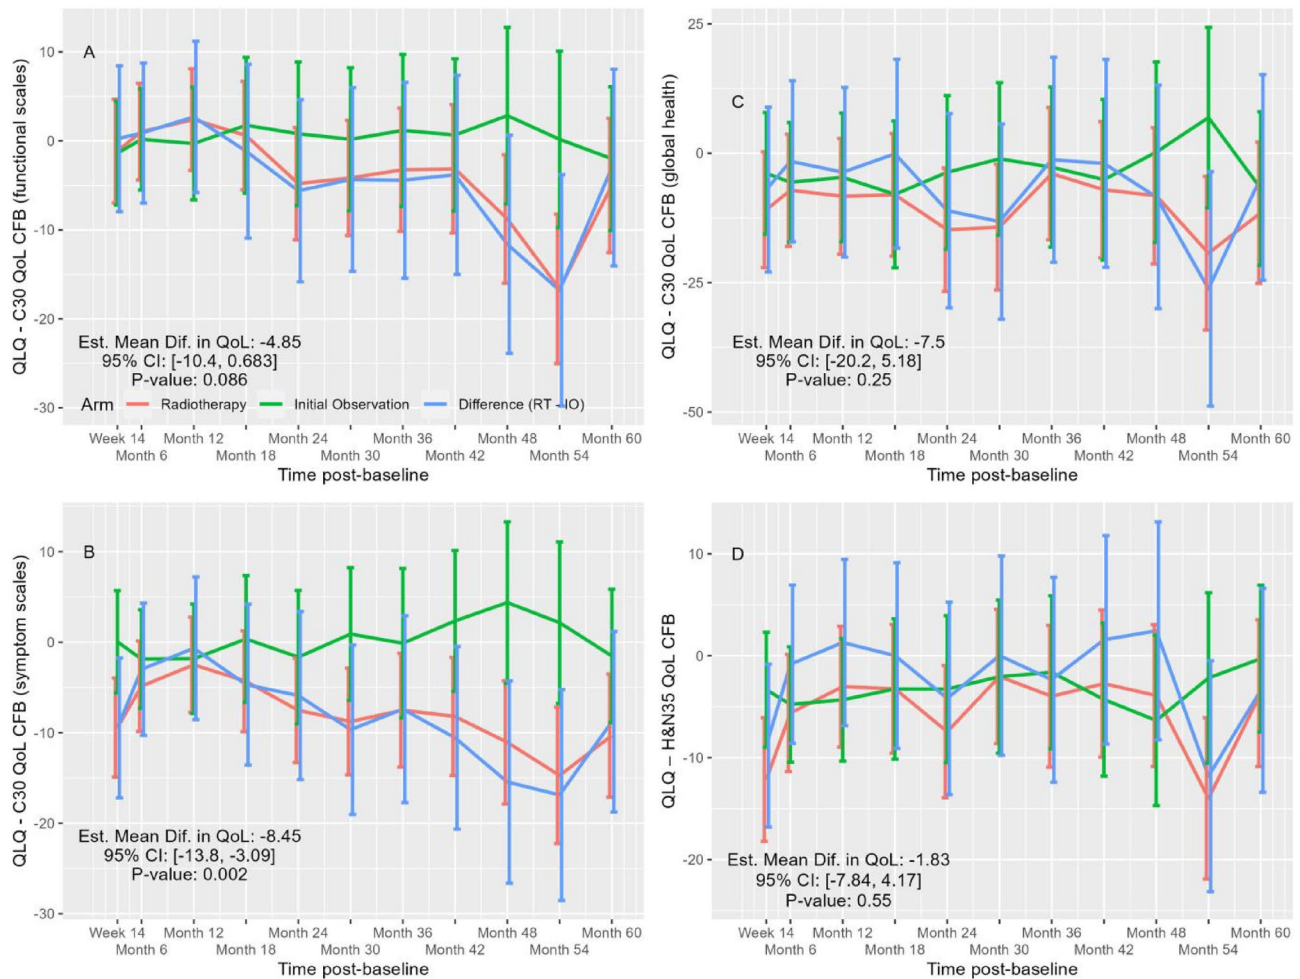 A
QLQ - C30 QoL CFB (functional scales)
10
0
-10
-20
-30
Est. Mean Dif. in QoL: -4.85
95% CI: [-10.4, 0.683]
P-value: 0.086
Arm Radiotherapy Initial Observation Difference (RT - IO)
Week 14 Month 12 Month 24 Month 36 Month 48 Month 60
Month 6 Month 18 Month 30 Month 42 Month 54
Time post-baseline
C
QLQ - C30 QoL CFB (global health)
25
0
-25
-50
Est. Mean Dif. in QoL: -7.5
95% CI: [-20.2, 5.18]
P-value: 0.25
Week 14 Month 12 Month 24 Month 36 Month 48 Month 60
Month 6 Month 18 Month 30 Month 42 Month 54
Time post-baseline
B
QLQ - C30 QoL CFB (symptom scales)
10
0
-10
-20
-30
Est. Mean Dif. in QoL: -8.45
95% CI: [-13.8, -3.09]
P-value: 0.002
Week 14 Month 12 Month 24 Month 36 Month 48 Month 60
Month 6 Month 18 Month 30 Month 42 Month 54
Time post-baseline
D
QLQ – H&N35 QoL CFB
10
0
-10
-20
Est. Mean Dif. in QoL: -1.83
95% CI: [-7.84, 4.17]
P-value: 0.55
Week 14 Month 12 Month 24 Month 36 Month 48 Month 60
Month 6 Month 18 Month 30 Month 42 Month 54
Time post-baseline